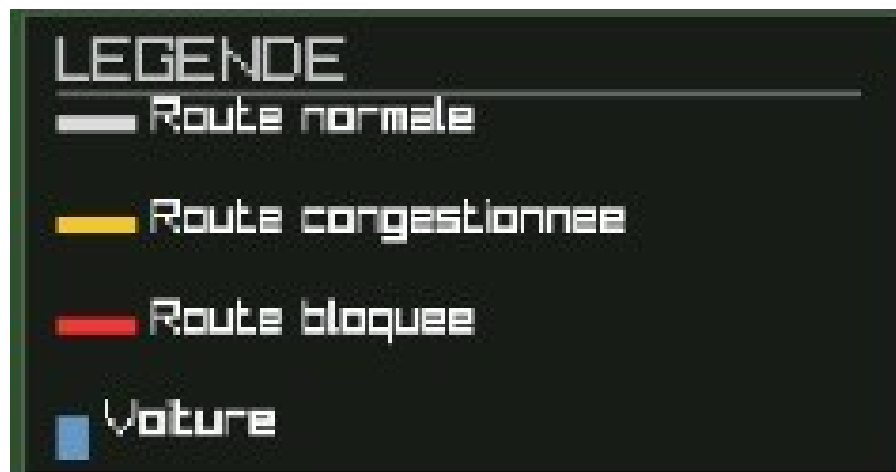 LEGENDE
Route normale
Route congestionnee
Route bloquee
Voiture